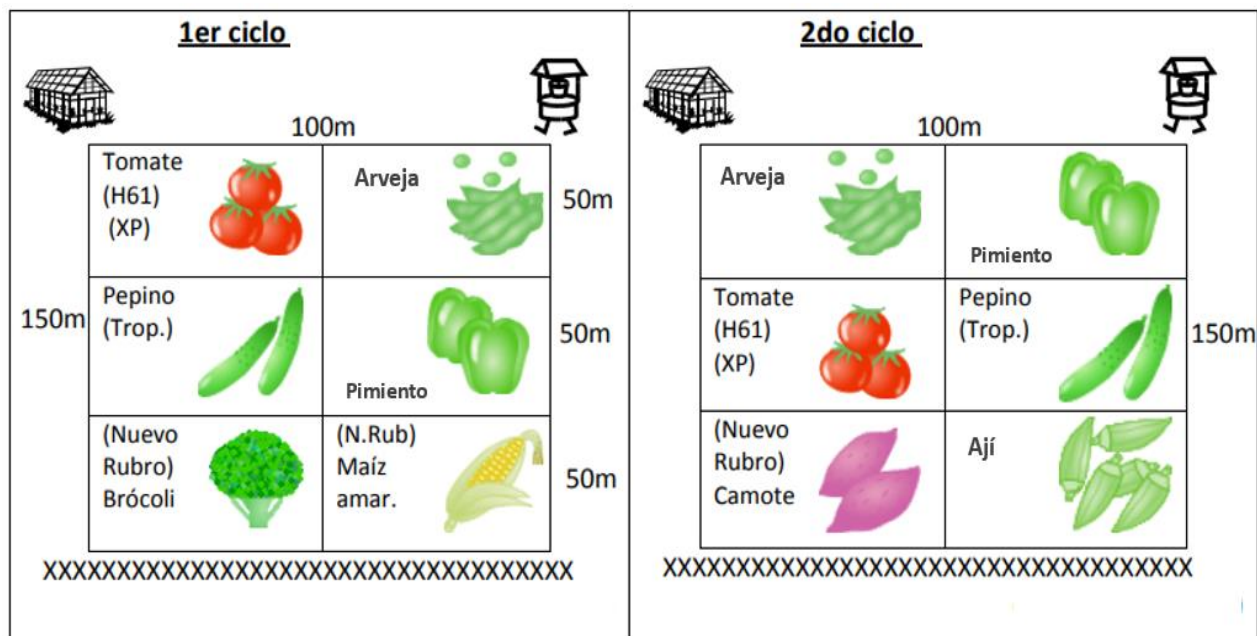 1er ciclo
100m
Tomate
(H61)
(XP)
Arveja
50m
150m
Pepino
(Trop.)
Pimiento
50m
(Nuevo
Rubro)
Brócoli
(N.Rub)
Maíz
amar.
50m
XXXXXXXXXXXXXXXXXXXXXXXXXXXXXXXXXXXX
2do ciclo
100m
Arveja
Pimiento
Tomate
(H61)
(XP)
Pepino
(Trop.)
150m
(Nuevo
Rubro)
Camote
Ají
XXXXXXXXXXXXXXXXXXXXXXXXXXXXXXXXXXXX